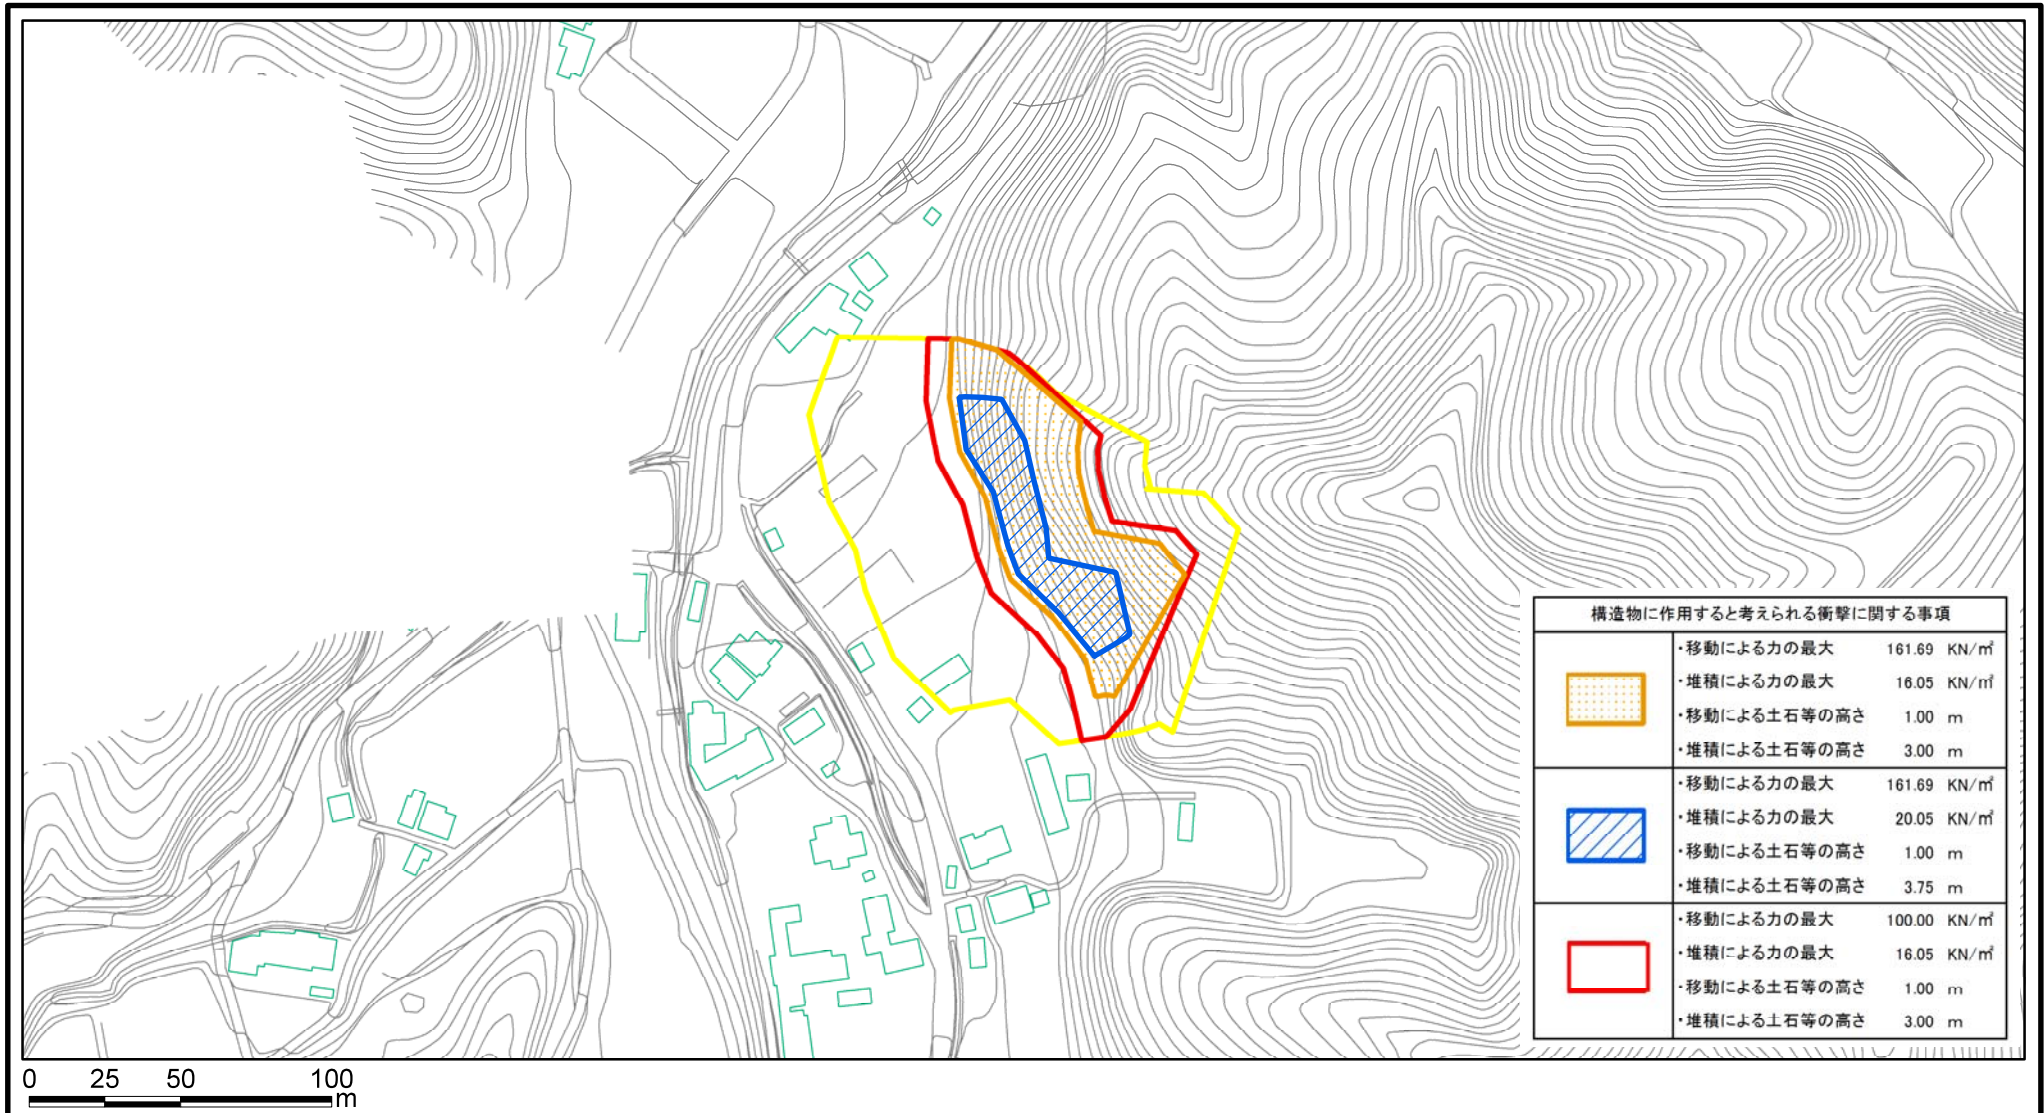 構造物に作用すると考えられる衝撃に関する事項
・移動による力の最大 161.69 KN/㎡
・堆積による力の最大 16.05 KN/㎡
・移動による土石等の高さ 1.00 m
・堆積による土石等の高さ 3.00 m
・移動による力の最大 161.69 KN/㎡
・堆積による力の最大 20.05 KN/㎡
・移動による土石等の高さ 1.00 m
・堆積による土石等の高さ 3.75 m
・移動による力の最大 100.00 KN/㎡
・堆積による力の最大 16.05 KN/㎡
・移動による土石等の高さ 1.00 m
・堆積による土石等の高さ 3.00 m
0 25 50 100
m